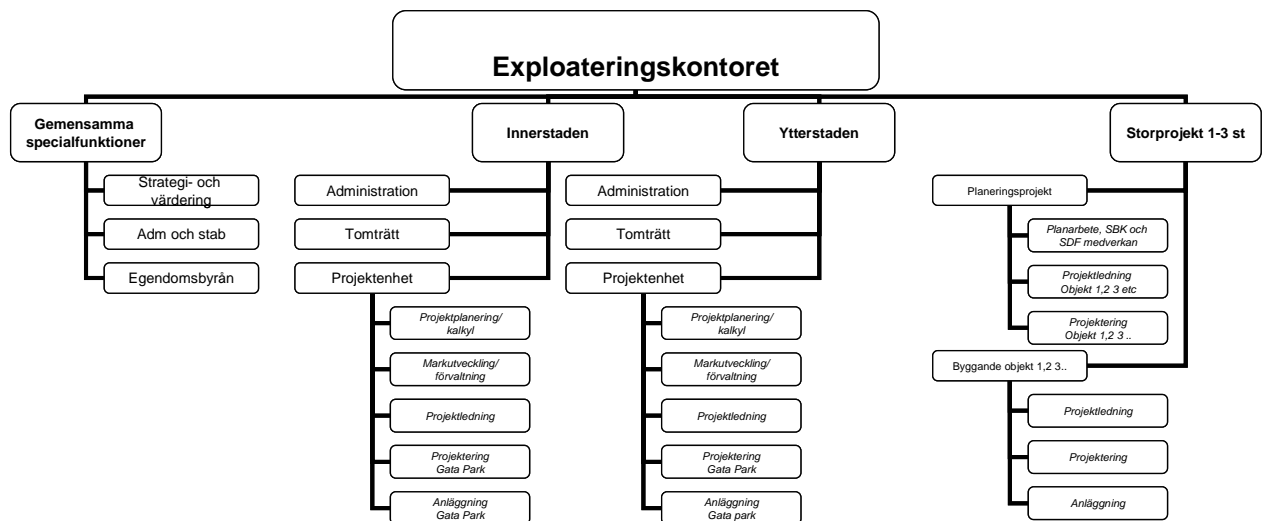 Exploateringskontoret
Gemensamma
specialfunktioner
Strategi- och
värdering
Adm och stab
Egendomsbyrån
Innerstaden
Administration
Tomträtt
Projektenhet
Projektplanering/
kalkyl
Markutveckling/
förvaltning
Projektledning
Projektering
Gata Park
Anläggning
Gata Park
Ytterstaden
Administration
Tomträtt
Projektenhet
Projektplanering/
kalkyl
Markutveckling/
förvaltning
Projektledning
Projektering
Gata Park
Anläggning
Gata park
Storprojekt 1-3 st
Planeringsprojekt
Planarbete, SBK och
SDF medverkan
Projektledning
Objekt 1,2 3 etc
Projektering
Objekt 1,2 3 ..
Byggande objekt 1,2 3..
Projektledning
Projektering
Anläggning